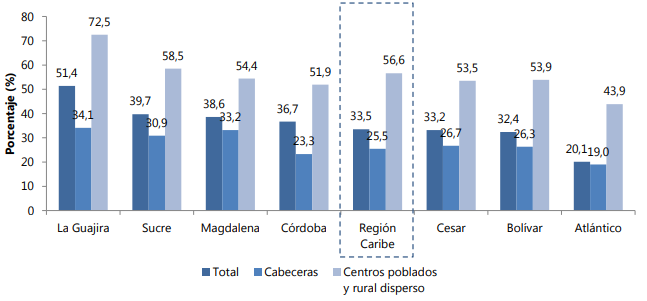 80
70
60
50
40
30
20
10
0
Porcentaje (%)
51,4
34,1
72,5
39,7
30,9
58,5
38,6
33,2
54,4
36,7
23,3
51,9
33,5
25,5
56,6
33,2
26,7
53,5
32,4
26,3
53,9
20,1
19,0
43,9
La Guajira
Sucre
Magdalena
Córdoba
Región
Caribe
Cesar
Bolívar
Atlántico
Total
Cabeceras
Centros poblados
y rural disperso